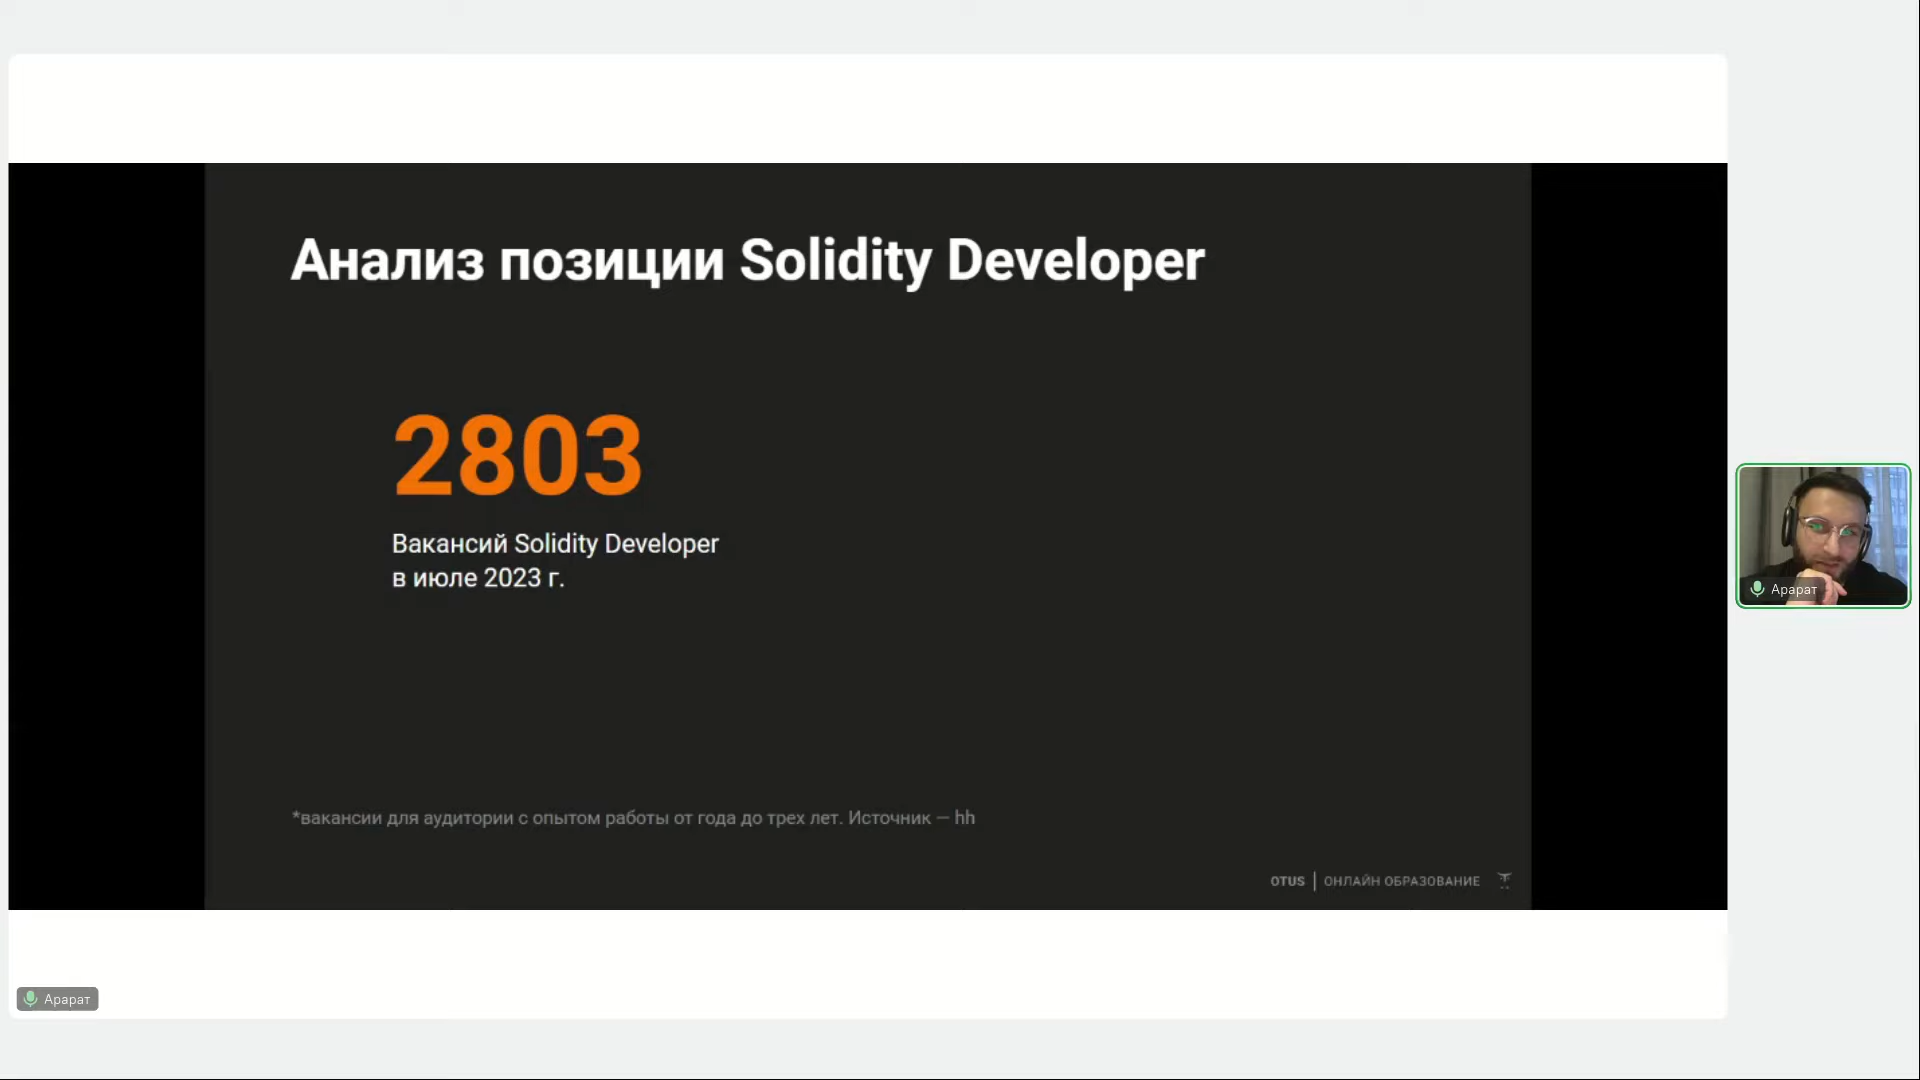 Анализ позиции Solidity Developer
2803
Вакансий Solidity Developer
в июле 2023 г.
*вакансии для аудитории с опытом работы от года до трех лет. Источник — hh
OTUS | ОНЛАЙН ОБРАЗОВАНИЕ
Арарат
Арарат